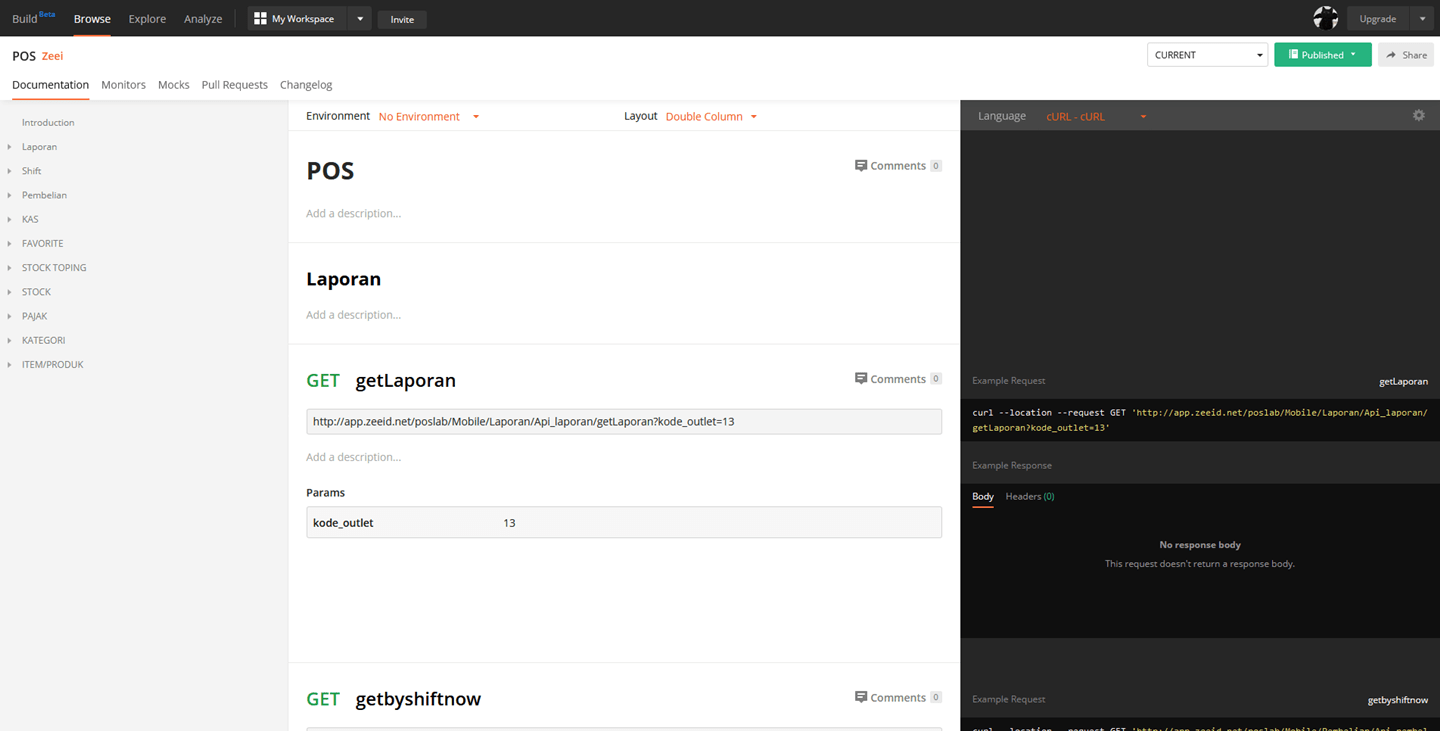 Build Beta Browse Explore Analyze My Workspace Invite Upgrade
POS Zeei CURRENT Published Share
Documentation Monitors Mocks Pull Requests Changelog
Introduction
Laporan
Shift
Pembelian
KAS
FAVORITE
STOCK TOPING
STOCK
PAJAK
KATEGORI
ITEM/PRODUK
Environment No Environment Layout Double Column
POS Comments 0
Add a description...
Laporan
Add a description...
GET getLaporan Comments 0
http://app.zeeid.net/poslab/Mobile/Laporan/Api_laporan/getLaporan?kode_outlet=13
Add a description...
Params
kode_outlet 13
GET getbyshiftnow Comments 0
Language cURL - cURL
Example Request getLaporan
curl --location --request GET 'http://app.zeeid.net/poslab/Mobile/Laporan/Api_laporan/
getLaporan?kode_outlet=13'
Example Response
Body Headers (0)
No response body
This request doesn't return a response body.
Example Request getbyshiftnow